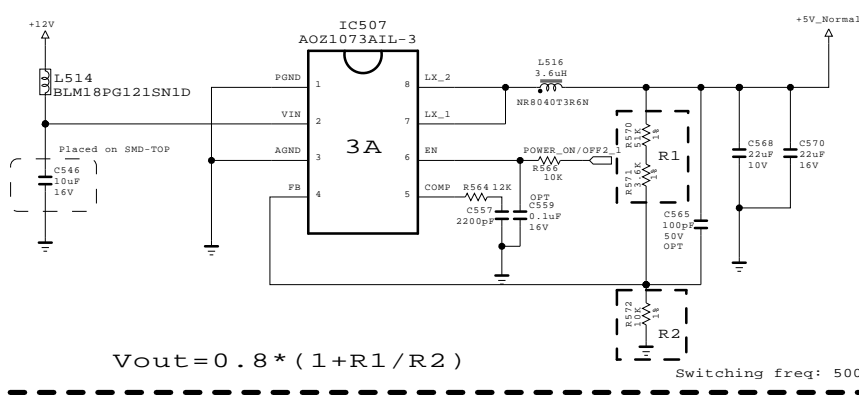 +12V
IC507
AOZ1073AIL-3
+5V_Normal
L514
BLM18PG121SN1D
L516
3.6uH
NR8040T3R6N
PGND
1
8
LX_2
VIN
2
7
LX_1
3A
AGND
3
6
EN
FB
4
5
COMP
Placed on SMD-TOP
C546
10uF
16V
POWER_ON/OFF2_1
R566
10K
R564 12K
C557
2200pF
OPT
C559
0.1uF
16V
R570
51K
1%
R1
R571
3.6K
1%
C568
22uF
10V
C570
22uF
16V
C565
100pF
50V
OPT
R572
10K
1%
R2
Vout=0.8*(1+R1/R2)
Switching freq: 500